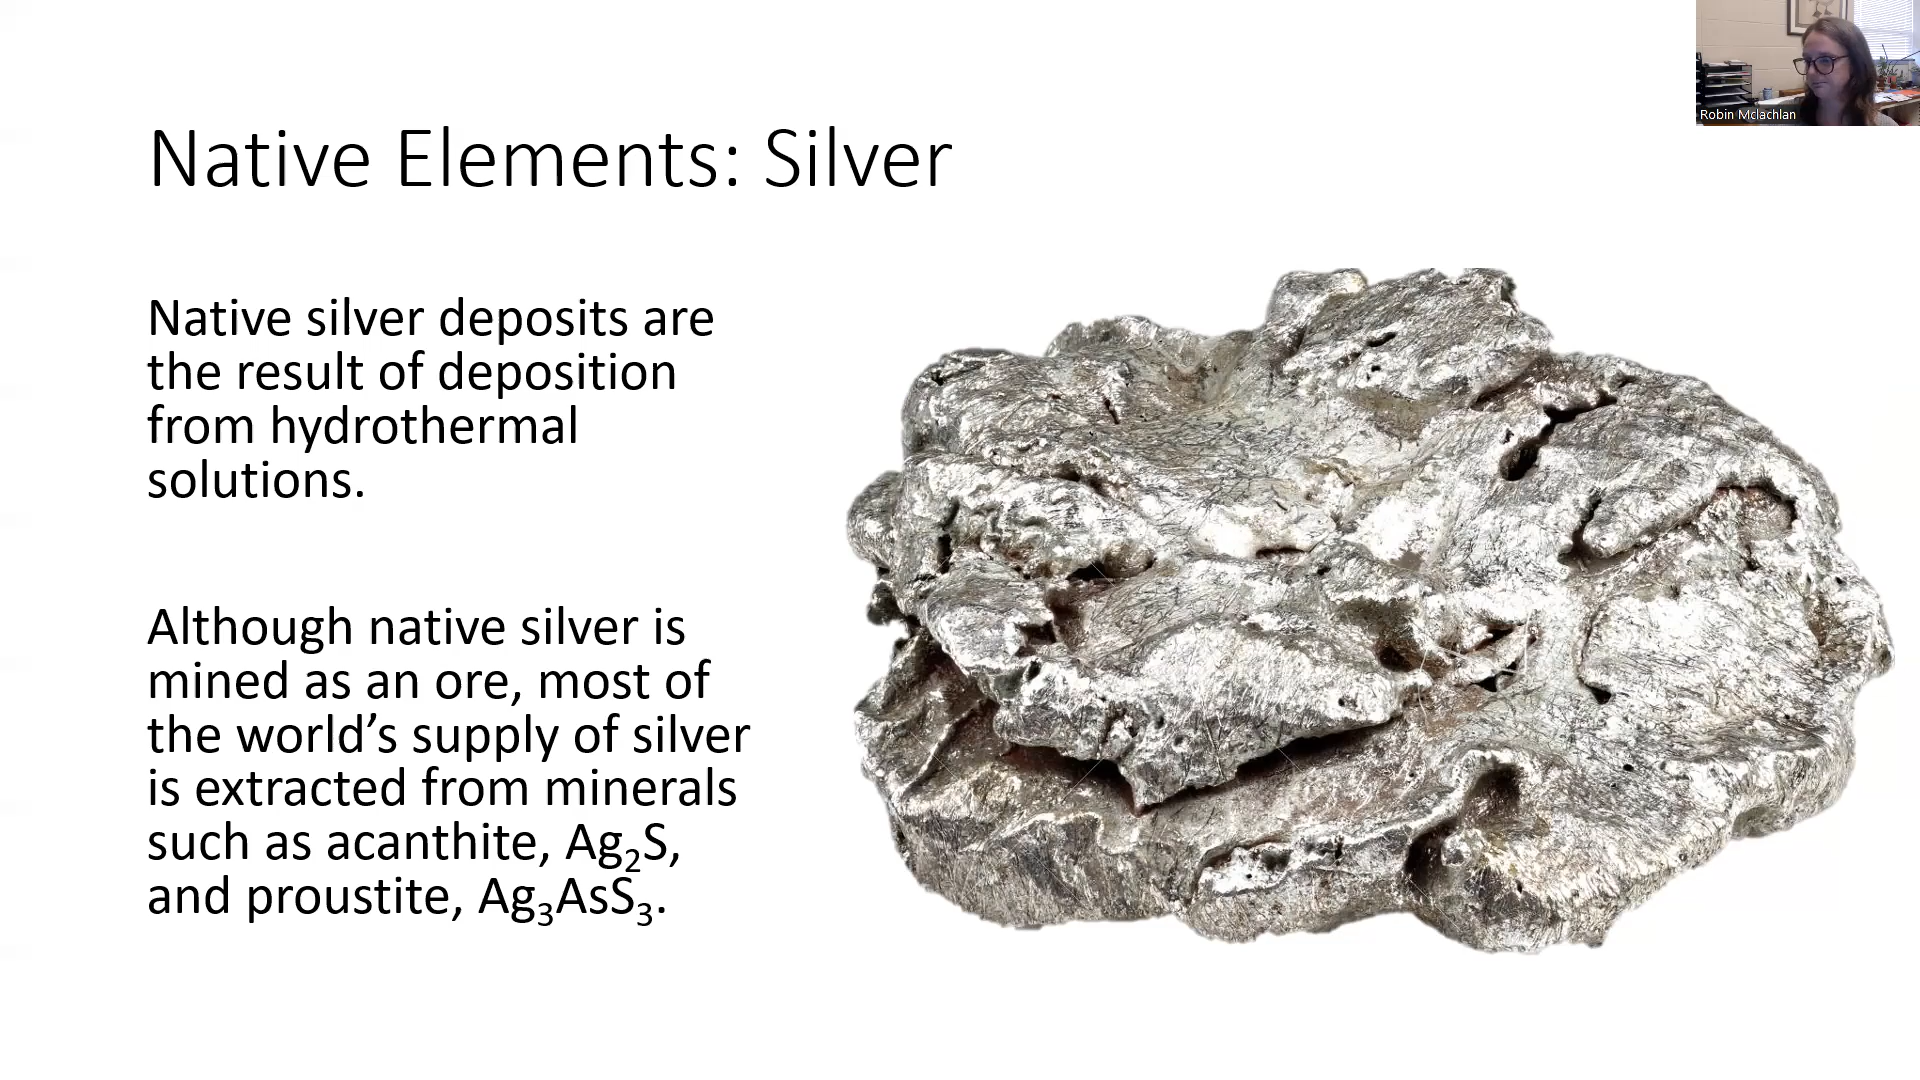 Robin Mclachlan
Native Elements: Silver
Native silver deposits are
the result of deposition
from hydrothermal
solutions.
Although native silver is
mined as an ore, most of
the world’s supply of silver
is extracted from minerals
such as acanthite, Ag₂S,
and proustite, Ag₃AsS₃.